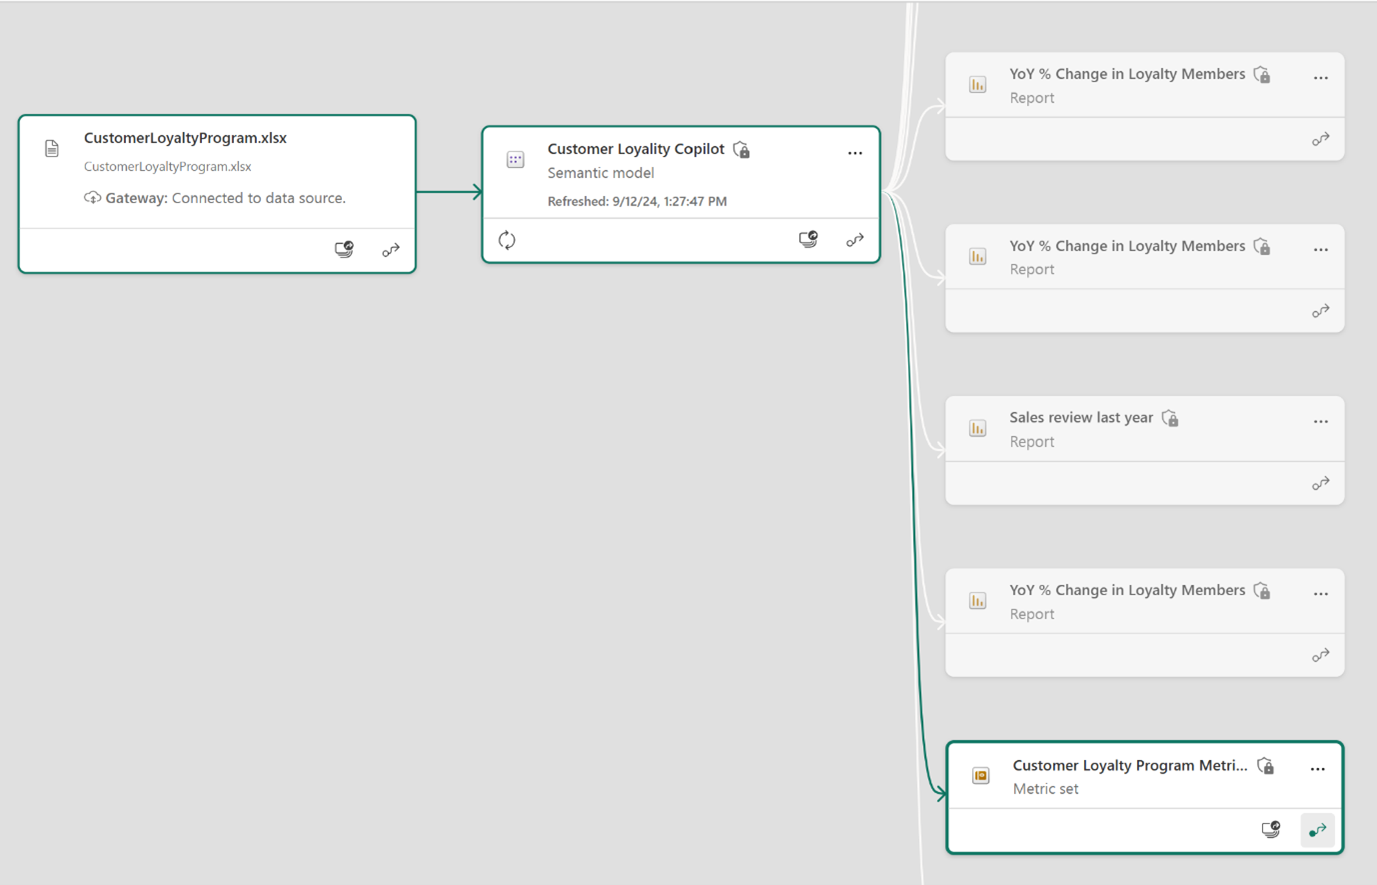 CustomerLoyaltyProgram.xlsx
CustomerLoyaltyProgram.xlsx
Gateway: Connected to data source.
Customer Loyality Copilot
Semantic model
Refreshed: 9/12/24, 1:27:47 PM
YoY % Change in Loyalty Members
Report
YoY % Change in Loyalty Members
Report
Sales review last year
Report
YoY % Change in Loyalty Members
Report
Customer Loyalty Program Metri...
Metric set